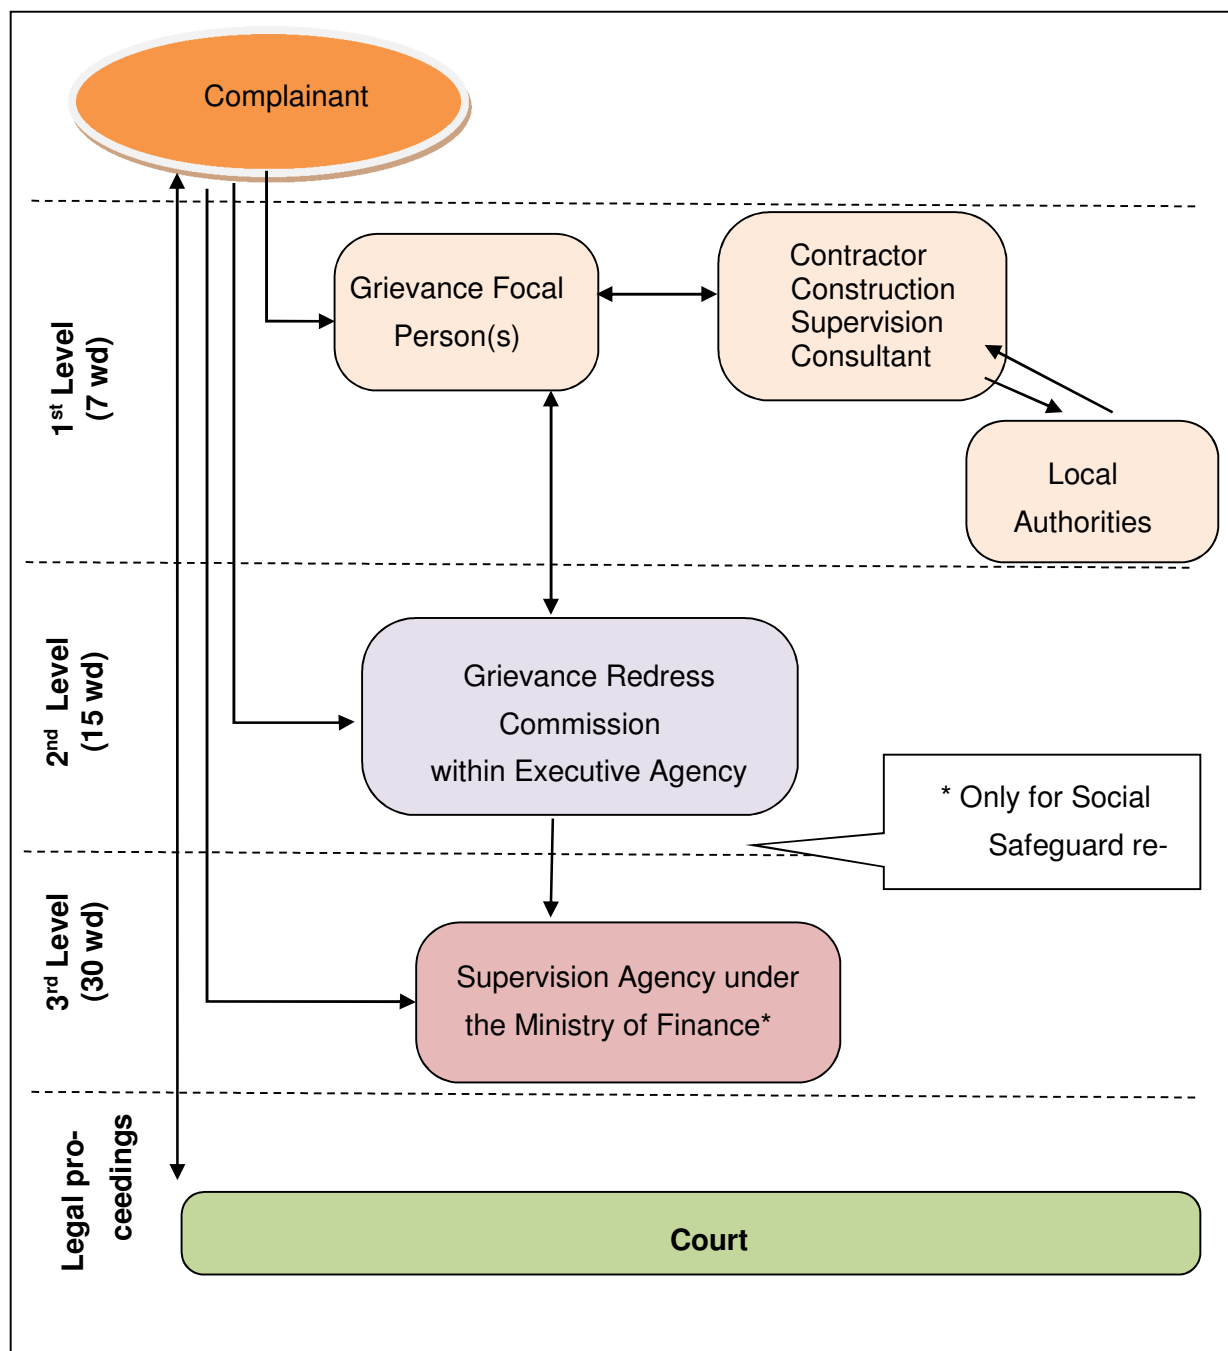 Complainant
1st Level
(7 wd)
Grievance Focal
Person(s)
Contractor
Construction
Supervision
Consultant
Local
Authorities
2nd Level
(15 wd)
Grievance Redress
Commission
within Executive Agency
* Only for Social
Safeguard re-
3rd Level
(30 wd)
Supervision Agency under
the Ministry of Finance*
Legal pro-
ceedings
Court